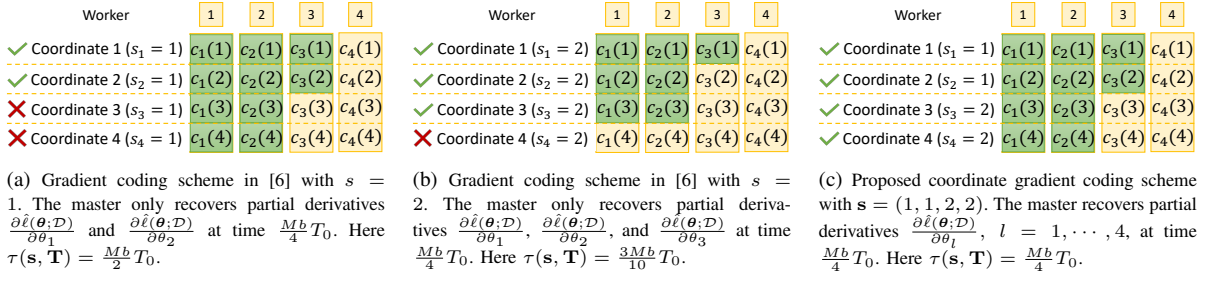 Worker 1 2 3 4
Coordinate 1 (s₁ = 1) c₁(1) c₂(1) c₃(1) c₄(1)
Coordinate 2 (s₂ = 1) c₁(2) c₂(2) c₃(2) c₄(2)
Coordinate 3 (s₃ = 1) c₁(3) c₂(3) c₃(3) c₄(3)
Coordinate 4 (s₄ = 1) c₁(4) c₂(4) c₃(4) c₄(4)
(a) Gradient coding scheme in [6] with s =
1. The master only recovers partial derivatives
∂ℓ̂(θ;𝒟)/∂θ₁ and ∂ℓ̂(θ;𝒟)/∂θ₂ at time Mb/4 T₀. Here
τ(s, T) = Mb/2 T₀.
Worker 1 2 3 4
Coordinate 1 (s₁ = 2) c₁(1) c₂(1) c₃(1) c₄(1)
Coordinate 2 (s₂ = 2) c₁(2) c₂(2) c₃(2) c₄(2)
Coordinate 3 (s₃ = 2) c₁(3) c₂(3) c₃(3) c₄(3)
Coordinate 4 (s₄ = 2) c₁(4) c₂(4) c₃(4) c₄(4)
(b) Gradient coding scheme in [6] with s =
2. The master only recovers partial deriva-
tives ∂ℓ̂(θ;𝒟)/∂θ₁, ∂ℓ̂(θ;𝒟)/∂θ₂, and ∂ℓ̂(θ;𝒟)/∂θ₃ at time
Mb/4 T₀. Here τ(s, T) = 3Mb/10 T₀.
Worker 1 2 3 4
Coordinate 1 (s₁ = 1) c₁(1) c₂(1) c₃(1) c₄(1)
Coordinate 2 (s₂ = 1) c₁(2) c₂(2) c₃(2) c₄(2)
Coordinate 3 (s₃ = 2) c₁(3) c₂(3) c₃(3) c₄(3)
Coordinate 4 (s₄ = 2) c₁(4) c₂(4) c₃(4) c₄(4)
(c) Proposed coordinate gradient coding scheme
with s = (1, 1, 2, 2). The master recovers partial
derivatives ∂ℓ̂(θ;𝒟)/∂θₗ, l = 1, ⋯ , 4, at time
Mb/4 T₀. Here τ(s, T) = Mb/4 T₀.